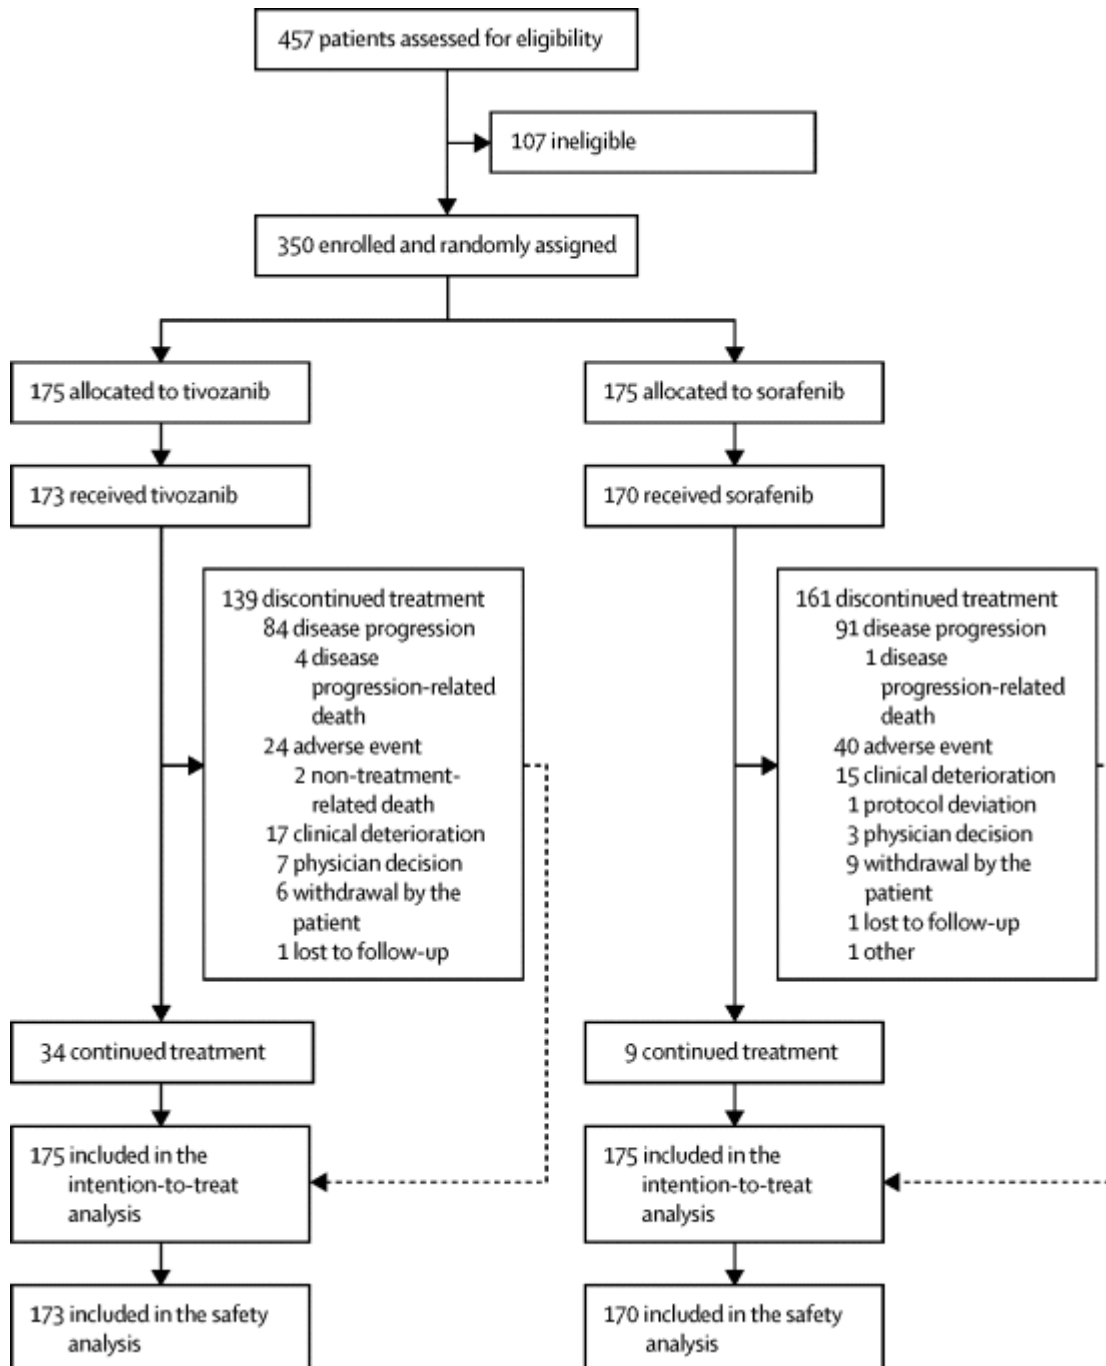 457 patients assessed for eligibility
107 ineligible
350 enrolled and randomly assigned
175 allocated to tivozanib
175 allocated to sorafenib
173 received tivozanib
170 received sorafenib
139 discontinued treatment
84 disease progression
4 disease
progression-related
death
24 adverse event
2 non-treatment-
related death
17 clinical deterioration
7 physician decision
6 withdrawal by the
patient
1 lost to follow-up
161 discontinued treatment
91 disease progression
1 disease
progression-related
death
40 adverse event
15 clinical deterioration
1 protocol deviation
3 physician decision
9 withdrawal by the
patient
1 lost to follow-up
1 other
34 continued treatment
9 continued treatment
175 included in the
intention-to-treat
analysis
175 included in the
intention-to-treat
analysis
173 included in the safety
analysis
170 included in the safety
analysis